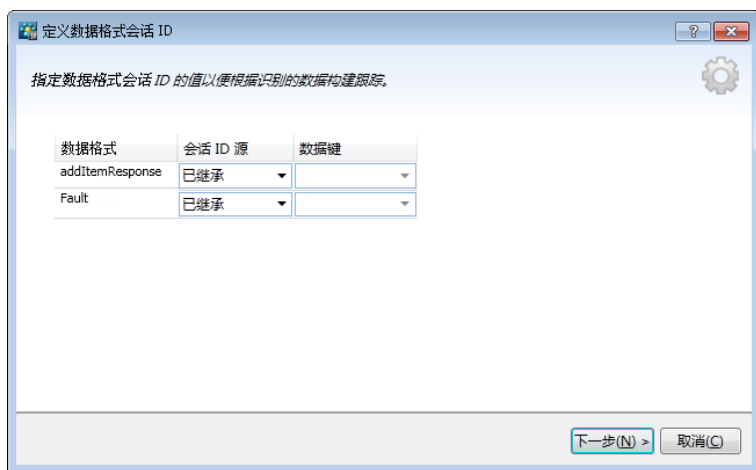 定义数据格式会话 ID
指定数据格式会话 ID 的值以便根据识别的数据构建跟踪。
数据格式 会话 ID 源 数据键
addItemResponse 已继承
Fault 已继承
下一步(N) > 取消(C)